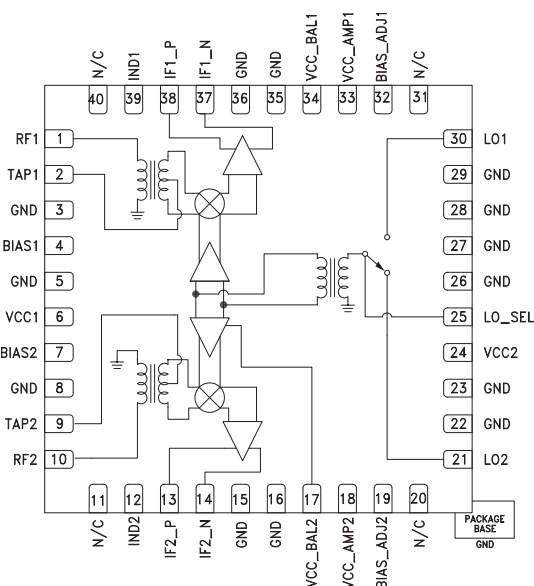 N/C
IND1
IF1_P
IF1_N
GND
GND
VCC_BAL1
VCC_AMP1
BIAS_ADJ1
N/C
40
39
38
37
36
35
34
33
32
31
RF1 1
TAP1 2
GND 3
BIAS1 4
GND 5
VCC1 6
BIAS2 7
GND 8
TAP2 9
RF2 10
30 LO1
29 GND
28 GND
27 GND
26 GND
25 LO_SEL
24 VCC2
23 GND
22 GND
21 LO2
11
12
13
14
15
16
17
18
19
20
N/C
IND2
IF2_P
IF2_N
GND
GND
VCC_BAL2
VCC_AMP2
BIAS_ADJ2
N/C
PACKAGE
BASE
GND